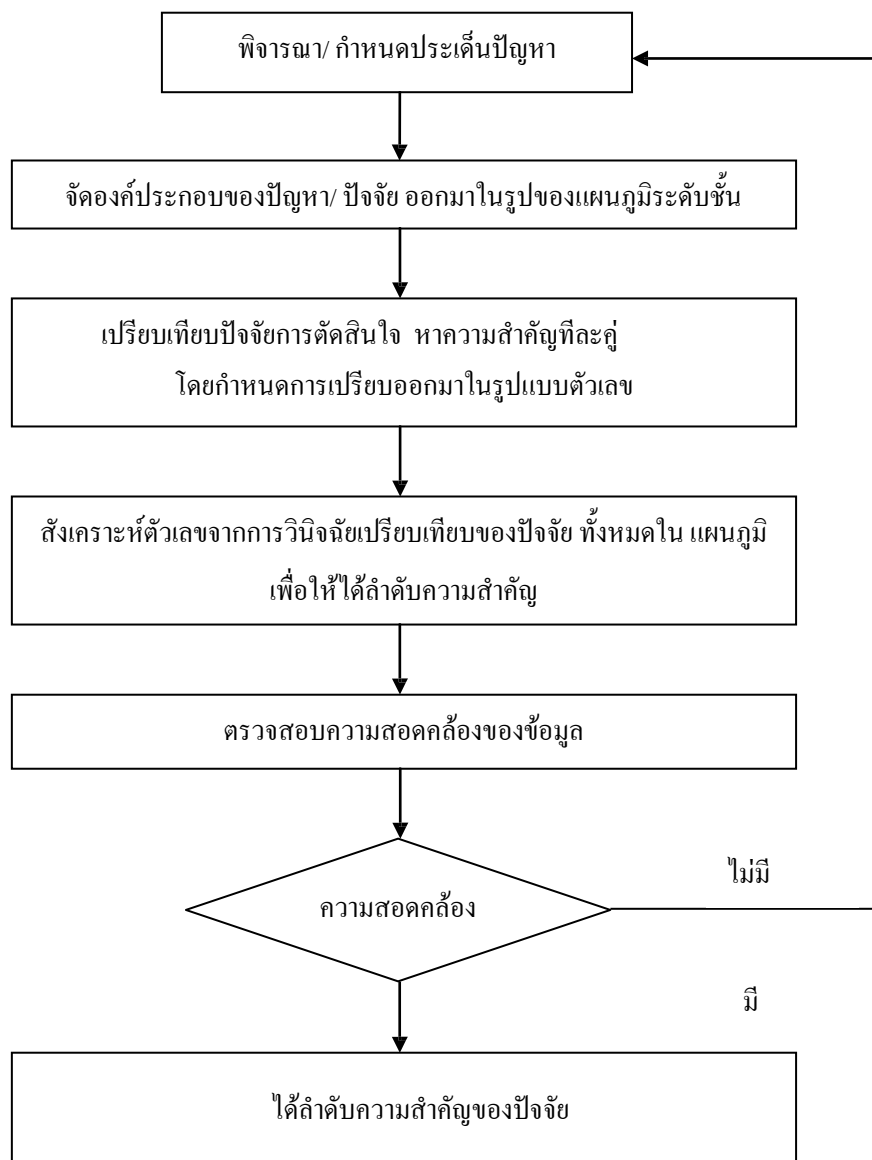 พิจารณา/ กำหนดประเด็นปัญหา
จัดองค์ประกอบของปัญหา/ ปัจจัย ออกมาในรูปของแผนภูมิระดับชั้น
เปรียบเทียบปัจจัยการตัดสินใจ หาความสำคัญทีละคู่
โดยกำหนดการเปรียบออกมาในรูปแบบตัวเลข
สังเคราะห์ตัวเลขจากการวินิจฉัยเปรียบเทียบของปัจจัย ทั้งหมดใน แผนภูมิ
เพื่อให้ได้ลำดับความสำคัญ
ตรวจสอบความสอดคล้องของข้อมูล
ไม่มี
ความสอดคล้อง
มี
ได้ลำดับความสำคัญของปัจจัย